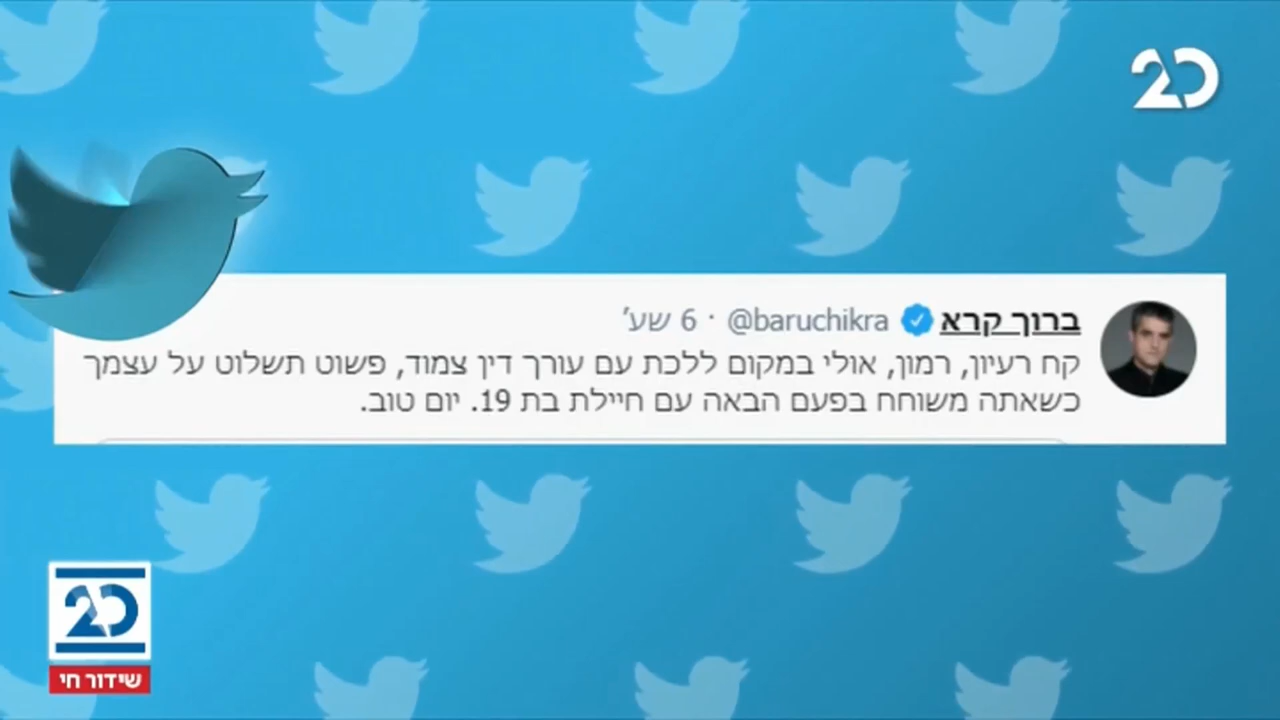 20
ברוך קרא @baruchikra · 6 שע'
קח רעיון, רמון, אולי במקום ללכת עם עורך דין צמוד, פשוט תשלוט על עצמך
כשאתה משוחח בפעם הבאה עם חיילת בת 19. יום טוב.
20
שידור חי